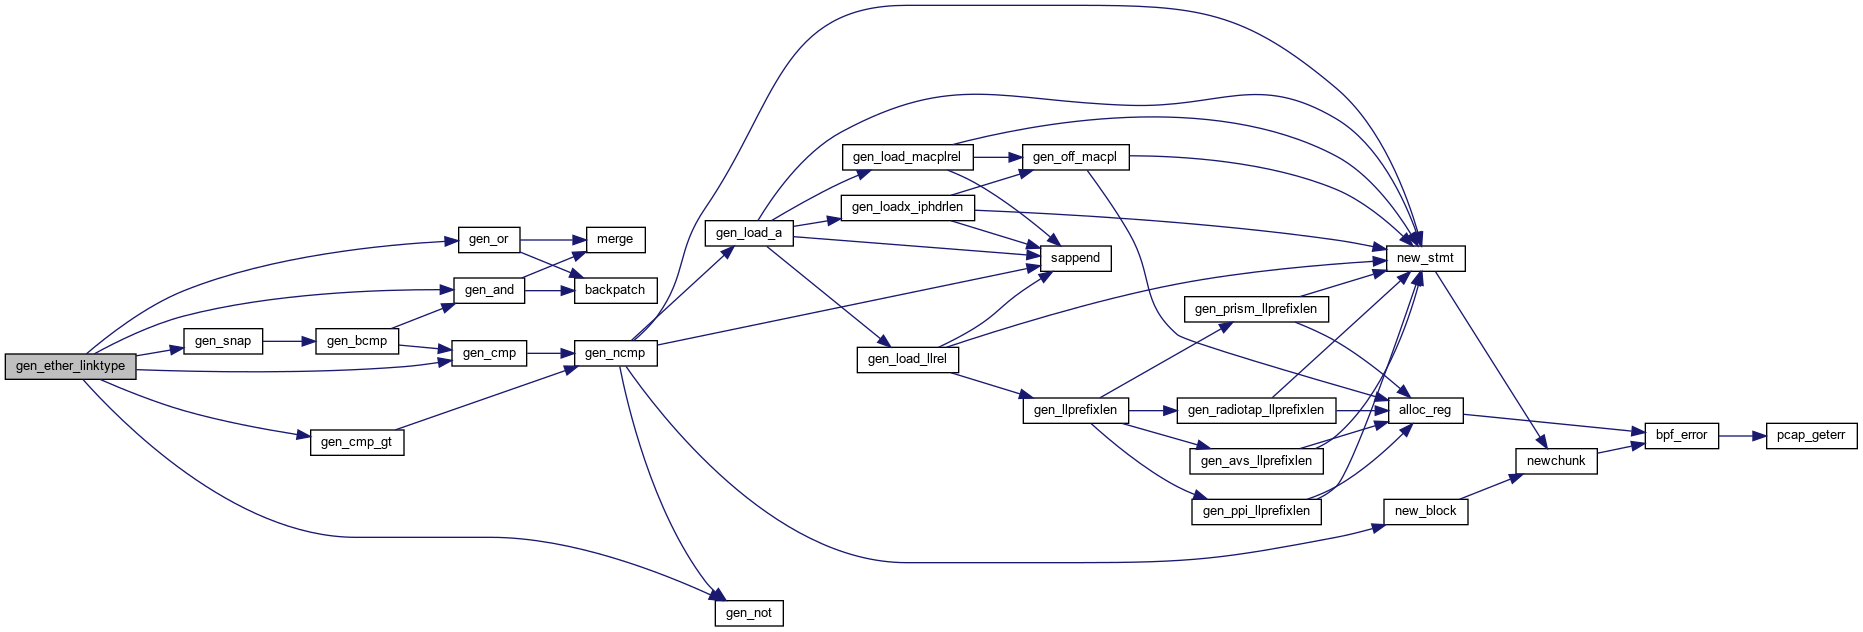 gen_ether_linktype
gen_or
gen_and
gen_snap
gen_bcmp
gen_cmp
gen_cmp_gt
merge
backpatch
gen_ncmp
gen_load_a
gen_not
gen_load_macplrel
gen_loadx_iphdrlen
gen_load_llrel
gen_off_macpl
sappend
gen_llprefixlen
gen_prism_llprefixlen
gen_radiotap_llprefixlen
gen_avs_llprefixlen
gen_ppi_llprefixlen
new_stmt
alloc_reg
new_block
newchunk
bpf_error
pcap_geterr